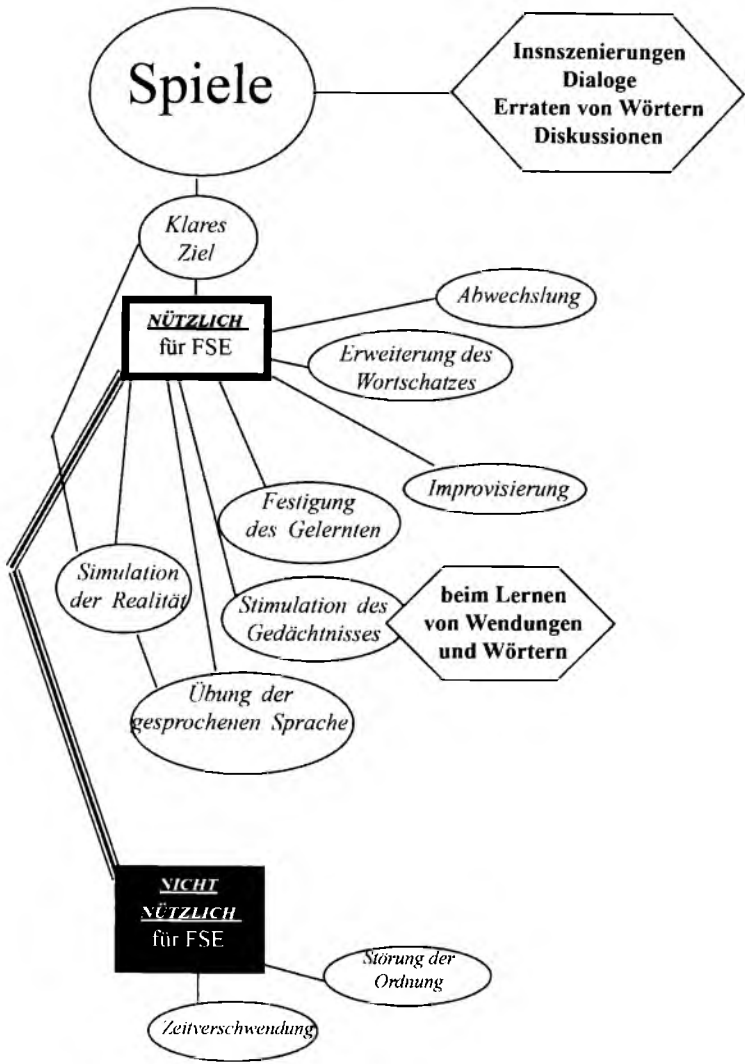 Spiele
Insnszenierungen
Dialoge
Erraten von Wörtern
Diskussionen
Klares
Ziel
NÜTZLICH
für FSE
Abwechslung
Erweiterung des
Wortschatzes
Improvisierung
Festigung
des Gelernten
Simulation
der Realität
Stimulation des
Gedächtnisses
beim Lernen
von Wendungen
und Wörtern
Übung der
gesprochenen Sprache
NICHT
NÜTZLICH
für FSE
Störung der
Ordnung
Zeitverschwendung